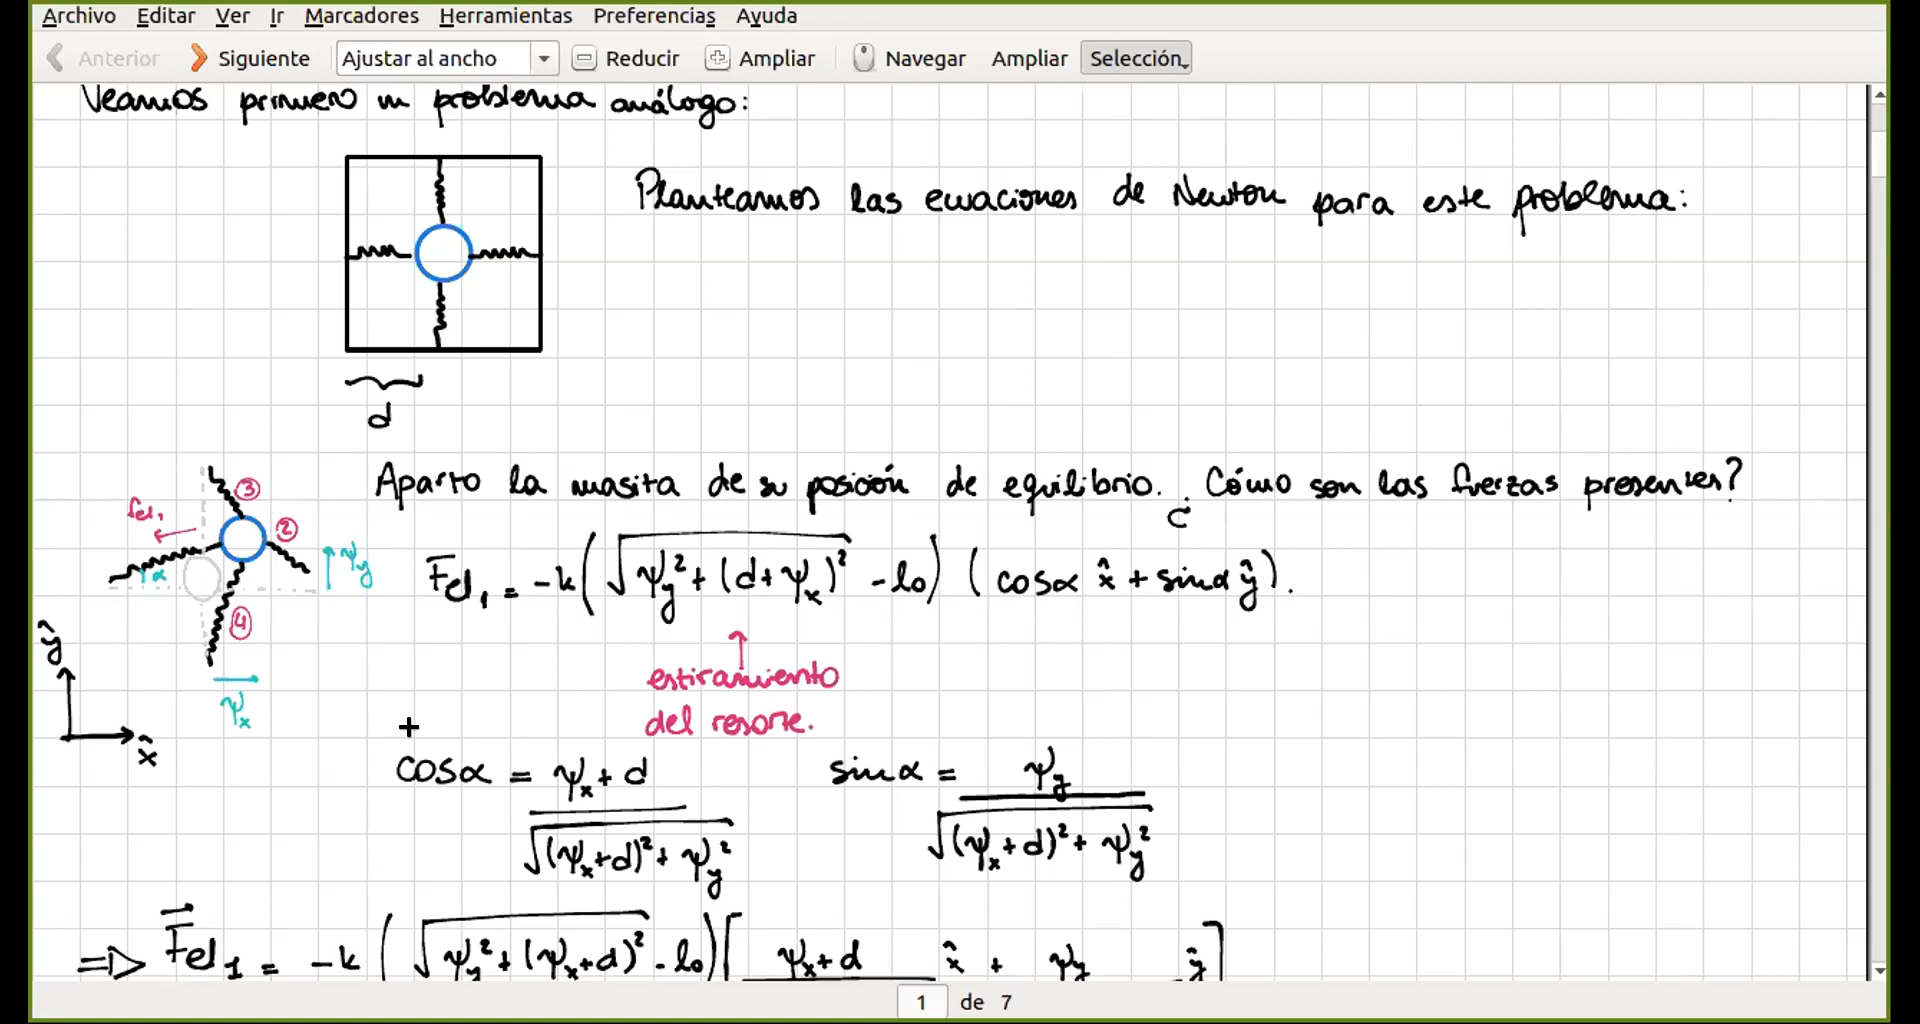 Archivo Editar Ver Ir Marcadores Herramientas Preferencias Ayuda
Anterior Siguiente Ajustar al ancho Reducir Ampliar Navegar Ampliar Selección
Veamos primero un problema análogo:
Planteamos las ecuaciones de Newton para este problema:
d
Aparto la masita de su posición de equilibrio. ¿Cómo son las fuerzas presentes?
③
Fel₁
②
α
ψy
④
ψx
ŷ
x̂
Fel₁ = -k(√(ψy² + (d+ψx)²) - lo) (cosα x̂ + sinα ŷ).
↑
estiramiento
del resorte.
cosα = (ψx + d) / √((ψx+d)² + ψy²)
sinα = ψy / √((ψx+d)² + ψy²)
⇒ Fel₁ = -k (√(ψy² + (ψx+d)²) - lo) [ψx+d x̂ + ψy ŷ]
1 de 7